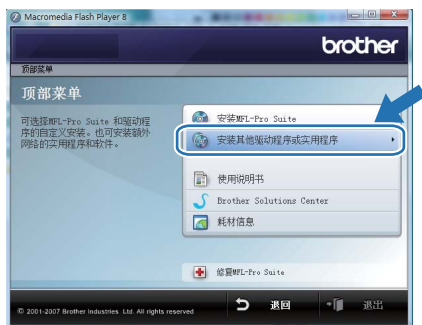 Macromedia Flash Player 8
brother
顶部菜单
顶部菜单
可选择MFL-Pro Suite 和驱动程
序的自定义安装。也可安装额外
网络的实用程序和软件。
安装MFL-Pro Suite
安装其他驱动程序或实用程序
使用说明书
Brother Solutions Center
耗材信息
修复MFL-Pro Suite
© 2001-2007 Brother Industries Ltd. All rights reserved
退回
退出